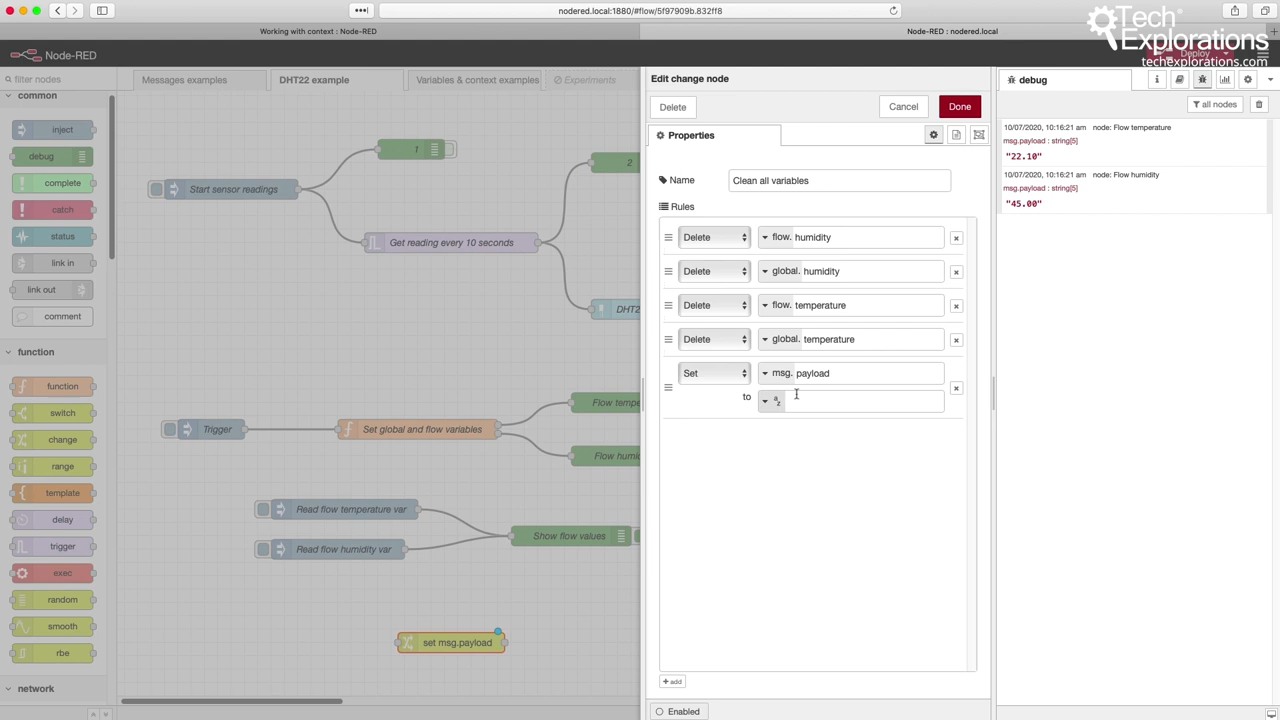 nodered.local:1880/#flow/5f97909b.832ff8
Working with context : Node-RED
Node-RED : nodered.local
Tech
Explorations
techexplorations.com
Node-RED
Deploy
filter nodes
Messages examples
DHT22 example
Variables & context examples
Experiments
common
inject
debug
complete
catch
status
link in
link out
comment
function
function
switch
change
range
template
delay
trigger
exec
random
smooth
rbe
network
Start sensor readings
1
2
Get reading every 10 seconds
DHT22
Trigger
Set global and flow variables
Flow tempe
Flow humid
Read flow temperature var
Read flow humidity var
Show flow values
set msg.payload
Edit change node
Delete
Cancel
Done
Properties
Name
Clean all variables
Rules
Delete
flow. humidity
Delete
global. humidity
Delete
flow. temperature
Delete
global. temperature
Set
msg. payload
to
az
add
Enabled
debug
all nodes
10/07/2020, 10:16:21 am node: Flow temperature
msg.payload : string[5]
"22.10"
10/07/2020, 10:16:21 am node: Flow humidity
msg.payload : string[5]
"45.00"